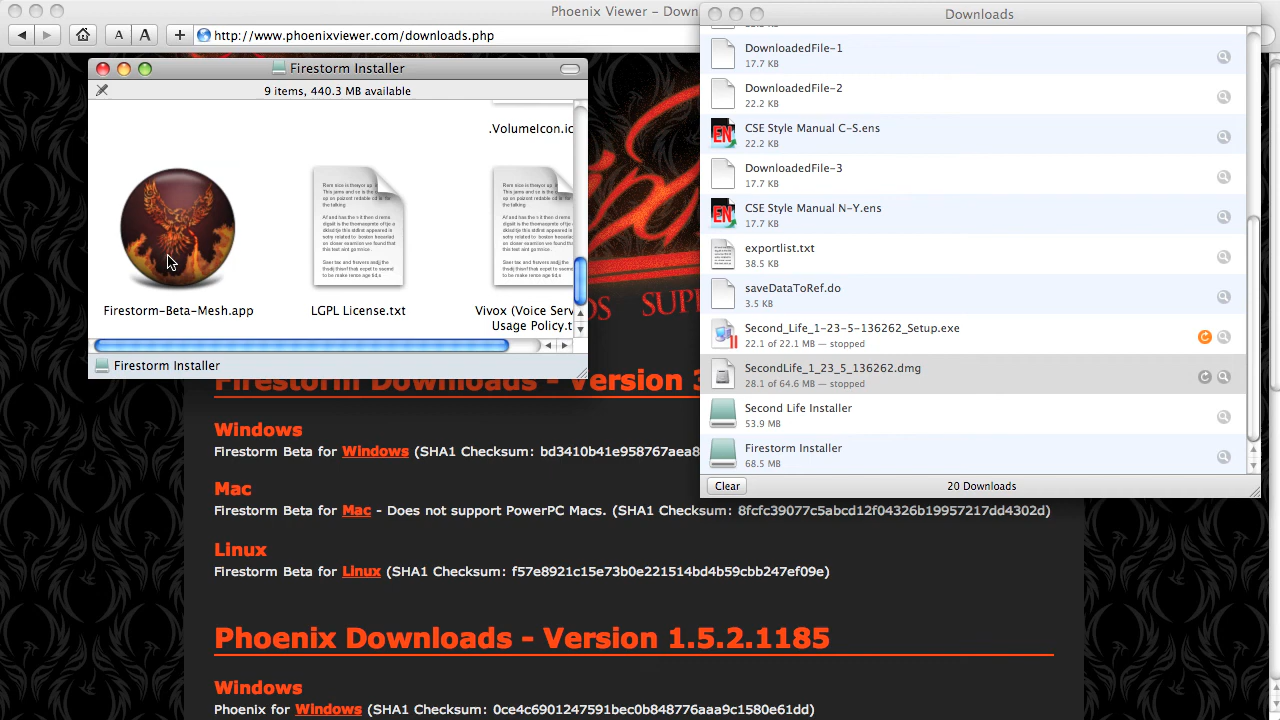 Phoenix Viewer – Down
A A + http://www.phoenixviewer.com/downloads.php
Firestorm Installer
9 items, 440.3 MB available
.VolumeIcon.ic
Firestorm-Beta-Mesh.app
LGPL License.txt
Vivox (Voice Serv
Usage Policy.t
Firestorm Installer
Downloads
DownloadedFile-1
17.7 KB
DownloadedFile-2
22.2 KB
EN
CSE Style Manual C-S.ens
22.2 KB
DownloadedFile-3
17.7 KB
EN
CSE Style Manual N-Y.ens
17.7 KB
exportlist.txt
38.5 KB
saveDataToRef.do
3.5 KB
Second_Life_1-23-5-136262_Setup.exe
22.1 of 22.1 MB — stopped
SecondLife_1_23_5_136262.dmg
28.1 of 64.6 MB — stopped
Second Life Installer
53.9 MB
Firestorm Installer
68.5 MB
Clear
20 Downloads
DS SUPP
Firestorm Downloads - Version 3
Windows
Firestorm Beta for Windows (SHA1 Checksum: bd3410b41e958767aea8
Mac
Firestorm Beta for Mac - Does not support PowerPC Macs. (SHA1 Checksum: 8fcfc39077c5abcd12f04326b19957217dd4302d)
Linux
Firestorm Beta for Linux (SHA1 Checksum: f57e8921c15e73b0e221514bd4b59cbb247ef09e)
Phoenix Downloads - Version 1.5.2.1185
Windows
Phoenix for Windows (SHA1 Checksum: 0ce4c6901247591bec0b848776aaa9c1580e61dd)